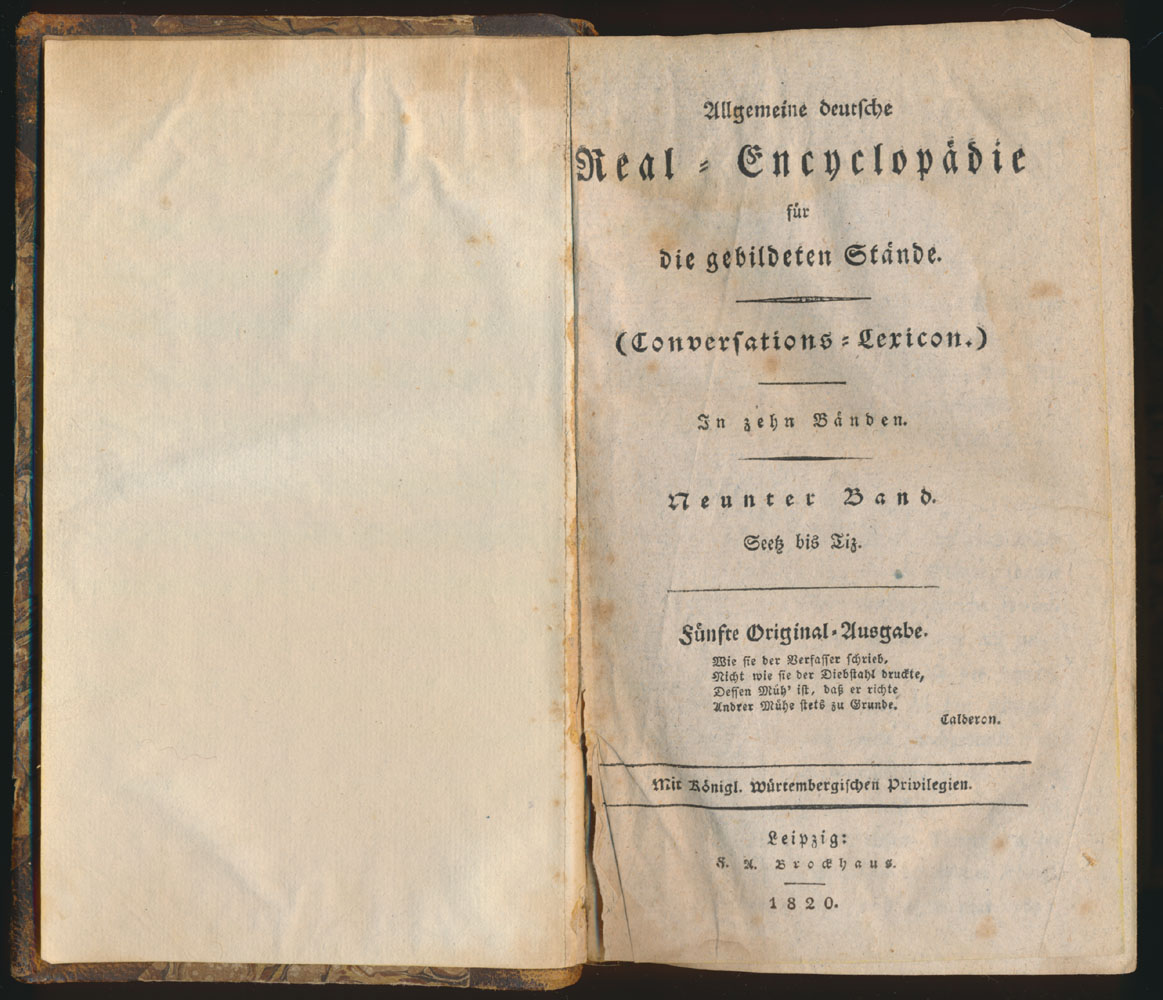 Allgemeine deutſche
Real-Encyclopädie
für
die gebildeten Stände.
(Converſations-Lexicon.)
In zehn Bänden.
Neunter Band.
Seetz bis Tiz.
Fünfte Original-Ausgabe.
Wie ſie der Verfaſſer ſchrieb,
Nicht wie ſie der Diebſtahl druckte,
Deſſen Müh' iſt, daß er richte
Andrer Mühe ſtets zu Grunde.
Calderon.
Mit Königl. würtembergiſchen Privilegien.
Leipzig:
F. A. Brockhaus.
1820.